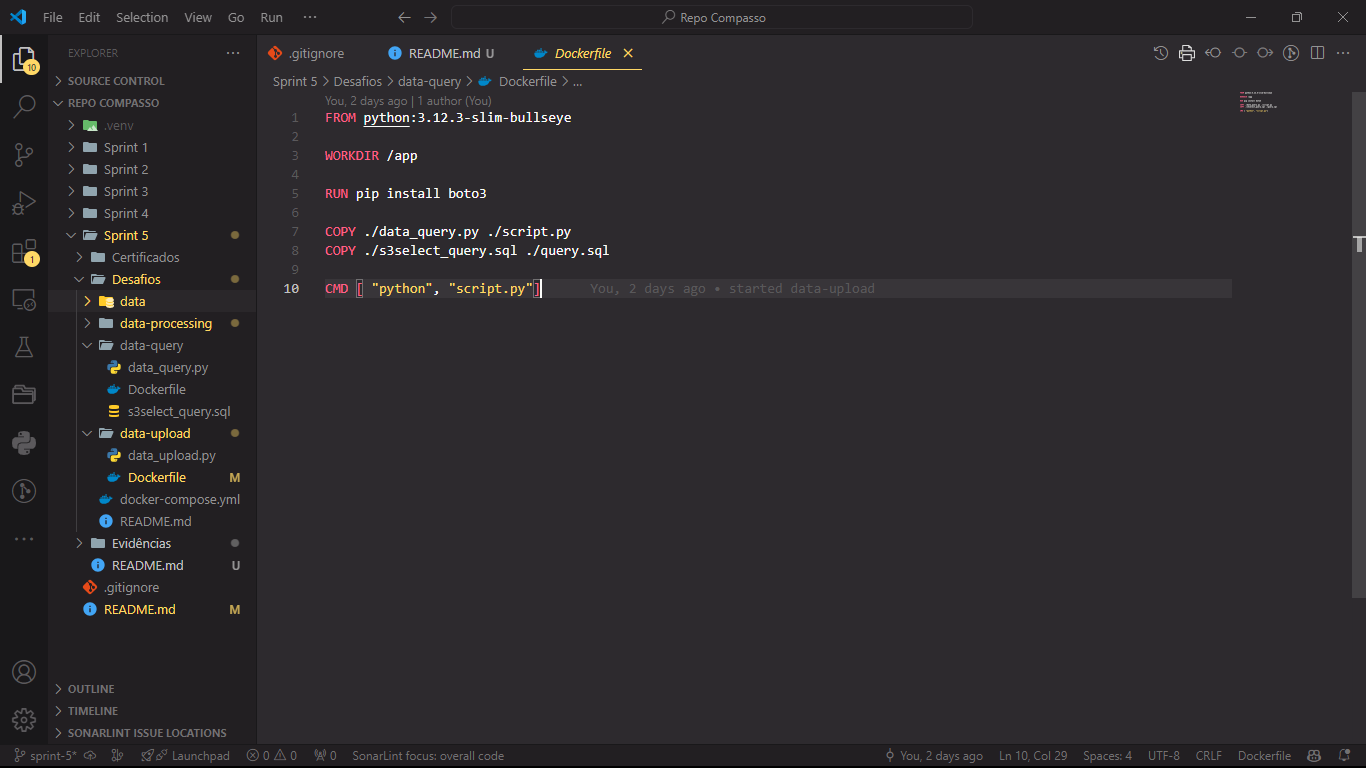 File Edit Selection View Go Run ··· Repo Compasso
EXPLORER ···
SOURCE CONTROL
REPO COMPASSO
.venv
Sprint 1
Sprint 2
Sprint 3
Sprint 4
Sprint 5
Certificados
Desafios
data
data-processing
data-query
data_query.py
Dockerfile
s3select_query.sql
data-upload
data_upload.py
Dockerfile M
docker-compose.yml
README.md
Evidências
README.md U
.gitignore
README.md M
OUTLINE
TIMELINE
SONARLINT ISSUE LOCATIONS
10
1
.gitignore README.md U Dockerfile
Sprint 5 > Desafios > data-query > Dockerfile > ...
You, 2 days ago | 1 author (You)
1 FROM python:3.12.3-slim-bullseye
2
3 WORKDIR /app
4
5 RUN pip install boto3
6
7 COPY ./data_query.py ./script.py
8 COPY ./s3select_query.sql ./query.sql
9
10 CMD [ "python", "script.py"] You, 2 days ago • started data-upload
sprint-5* Launchpad 0 0 0 SonarLint focus: overall code You, 2 days ago Ln 10, Col 29 Spaces: 4 UTF-8 CRLF Dockerfile